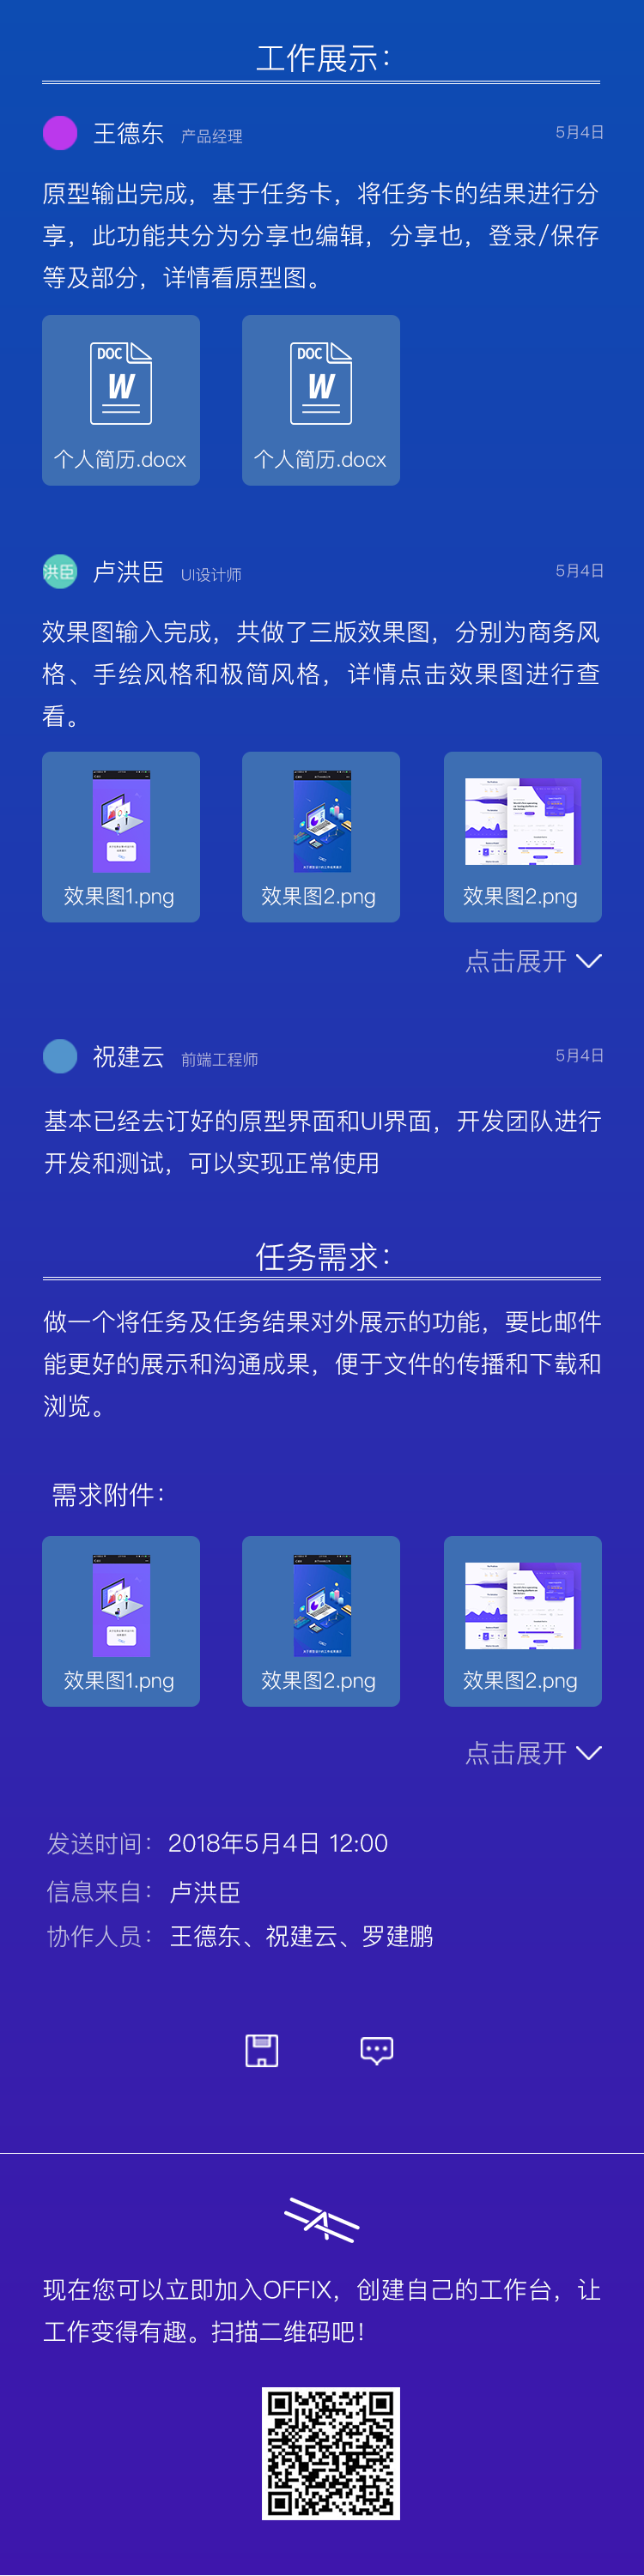 工作展示：
王德东 产品经理 5月4日
原型输出完成，基于任务卡，将任务卡的结果进行分
享，此功能共分为分享也编辑，分享也，登录/保存
等及部分，详情看原型图。
DOC DOC
W W
个人简历.docx 个人简历.docx
洪臣 卢洪臣 UI设计师 5月4日
效果图输入完成，共做了三版效果图，分别为商务风
格、手绘风格和极简风格，详情点击效果图进行查
看。
效果图1.png 效果图2.png 效果图2.png
点击展开
祝建云 前端工程师 5月4日
基本已经去订好的原型界面和UI界面，开发团队进行
开发和测试，可以实现正常使用
任务需求：
做一个将任务及任务结果对外展示的功能，要比邮件
能更好的展示和沟通成果，便于文件的传播和下载和
浏览。
需求附件：
效果图1.png 效果图2.png 效果图2.png
点击展开
发送时间：2018年5月4日 12:00
信息来自：卢洪臣
协作人员：王德东、祝建云、罗建鹏
现在您可以立即加入OFFIX，创建自己的工作台，让
工作变得有趣。扫描二维码吧！